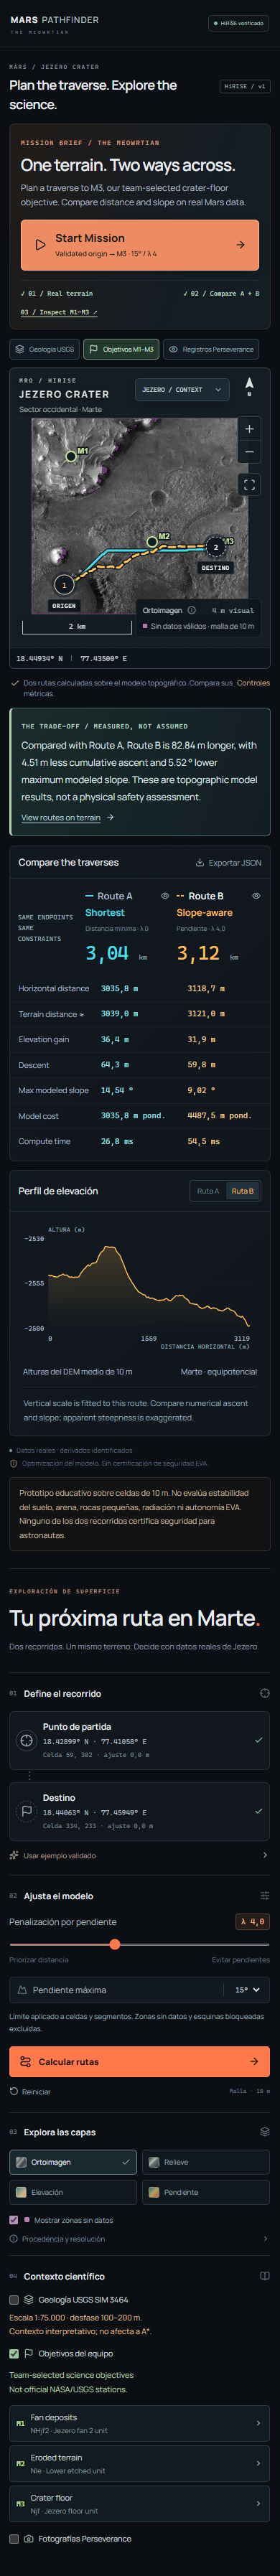 MARS PATHFINDER
THE MEOWRTIAN
HiRISE verificado
MARS / JEZERO CRATER
Plan the traverse. Explore the science.
HiRISE / v1
MISSION BRIEF / THE MEOWRTIAN
One terrain. Two ways across.
Plan a traverse to M3, our team-selected crater-floor
objective. Compare distance and slope on real Mars data.
Start Mission
Validated origin → M3 · 15° / λ 4
✓ 01 / Real terrain
✓ 02 / Compare A + B
03 / Inspect M1–M3 ↗
Geología USGS
Objetivos M1–M3
Registros Perseverance
MRO / HIRISE
JEZERO CRATER
Sector occidental · Marte
JEZERO / CONTEXT
N
M1
M2
M3
1
2
ORIGEN
DESTINO
2 km
Ortoimagen
4 m visual
Sin datos válidos · malla de 10 m
18.44934° N | 77.43500° E
Dos rutas calculadas sobre el modelo topográfico. Compara sus métricas.
Controles
THE TRADE-OFF / MEASURED, NOT ASSUMED
Compared with Route A, Route B is 82.84 m longer, with
4.51 m less cumulative ascent and 5.52° lower
maximum modeled slope. These are topographic model
results, not a physical safety assessment.
View routes on terrain →
Compare the traverses
Exportar JSON
SAME ENDPOINTS
SAME
CONSTRAINTS
Route A
Shortest
Distancia mínima · λ 0
3,04 km
Route B
Slope-aware
Pendiente · λ 4,0
3,12 km
Horizontal distance 3035,8 m 3118,7 m
Terrain distance ≈ 3039,0 m 3121,0 m
Elevation gain 36,4 m 31,9 m
Descent 64,3 m 59,8 m
Max modeled slope 14,54 ° 9,02 °
Model cost 3035,8 m pond. 4487,5 m pond.
Compute time 26,8 ms 54,5 ms
Perfil de elevación
Ruta A
Ruta B
ALTURA (m)
−2530
−2555
−2580
0
1559
3119
DISTANCIA HORIZONTAL (m)
Alturas del DEM medio de 10 m
Marte · equipotencial
Vertical scale is fitted to this route. Compare numerical ascent
and slope; apparent steepness is exaggerated.
Datos reales · derivados identificados
Optimización del modelo. Sin certificación de seguridad EVA.
Prototipo educativo sobre celdas de 10 m. No evalúa estabilidad
del suelo, arena, rocas pequeñas, radiación ni autonomía EVA.
Ninguno de los dos recorridos certifica seguridad para
astronautas.
EXPLORACIÓN DE SUPERFICIE
Tu próxima ruta en Marte.
Dos recorridos. Un mismo terreno. Decide con datos reales de Jezero.
01 Define el recorrido
Punto de partida
18.42899° N · 77.41058° E
Celda 59, 302 · ajuste 0,0 m
Destino
18.44063° N · 77.45949° E
Celda 334, 233 · ajuste 0,0 m
Usar ejemplo validado
02 Ajusta el modelo
Penalización por pendiente
λ 4,0
Priorizar distancia
Evitar pendientes
Pendiente máxima
15°
Límite aplicado a celdas y segmentos. Zonas sin datos y esquinas bloqueadas
excluidas.
Calcular rutas
Reiniciar
Malla · 10 m
03 Explora las capas
Ortoimagen
Relieve
Elevación
Pendiente
Mostrar zonas sin datos
Procedencia y resolución
04 Contexto científico
Geología USGS SIM 3464
Escala 1:75.000 · desfase 100–200 m.
Contexto interpretativo; no afecta a A*.
Objetivos del equipo
Team-selected science objectives
Not official NASA/USGS stations.
M1 Fan deposits
NHjf2 · Jezero fan 2 unit
M2 Eroded terrain
Nle · Lower etched unit
M3 Crater floor
Njf · Jezero floor unit
Fotografías Perseverance